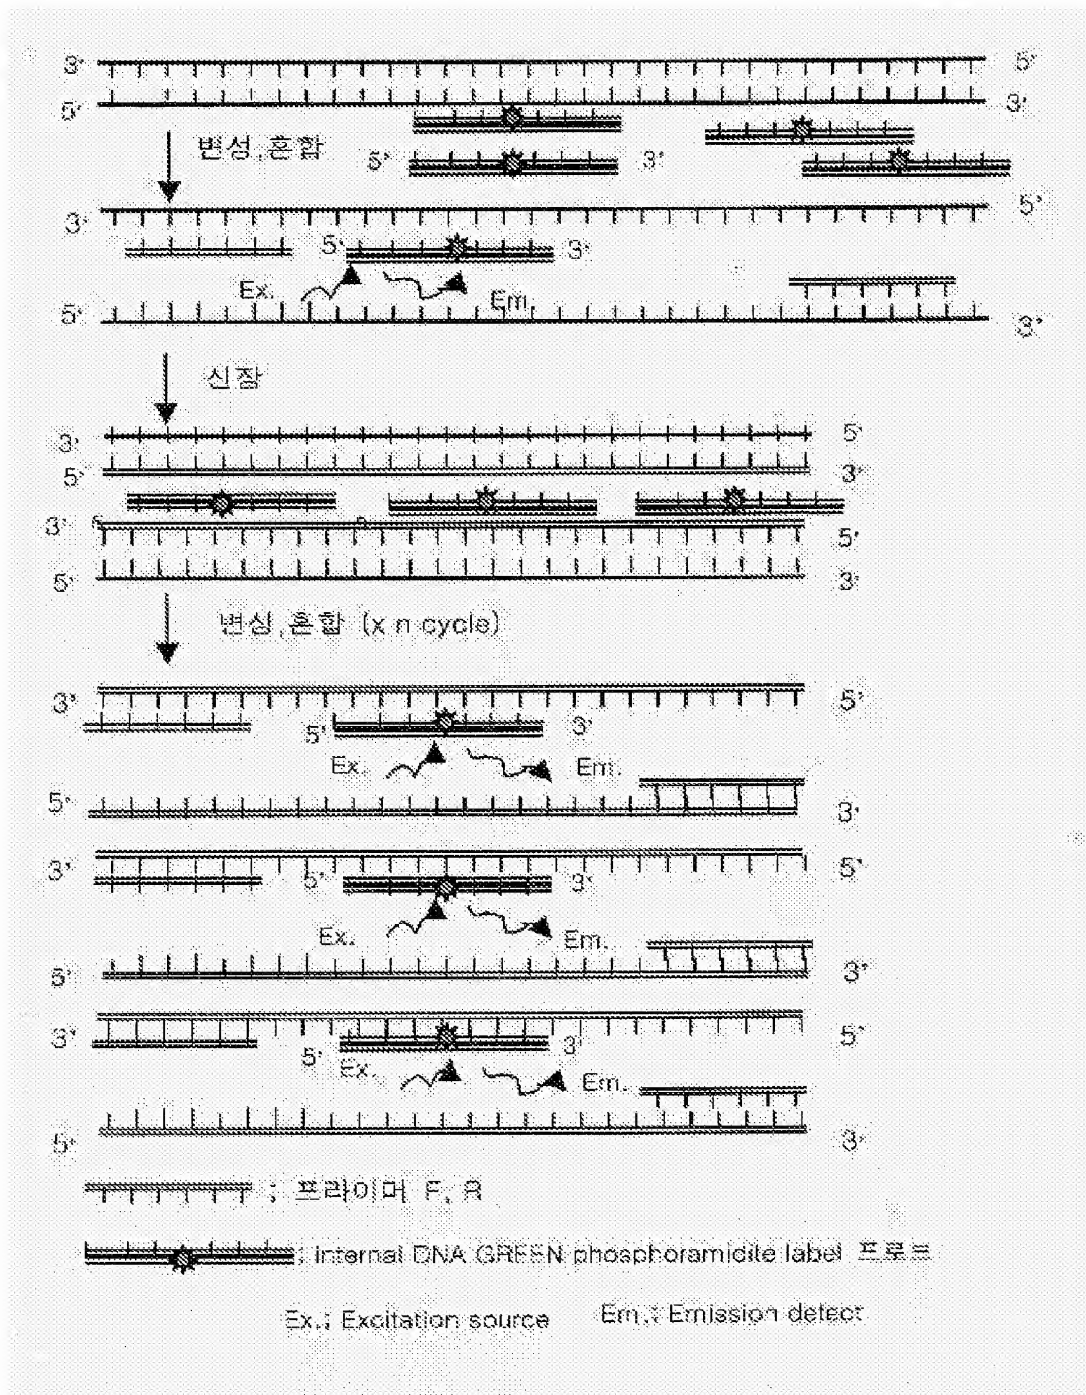 3' 5'
5' 3'
변성,혼합
5' 3'
3' 5'
5' 3'
Ex. Em.
5' 3'
신장
3' 5'
5' 3'
3' 5'
5' 3'
변성,혼합 (x n cycle)
3' 5'
5' 3'
Ex. Em.
5' 3'
3' 5'
5' 3'
Ex. Em.
5' 3'
3' 5'
5' 3'
Ex. Em.
5' 3'
; 프라이머 F, R
: Internal DNA GREEN phosphoramidite label 프로브
Ex.; Excitation source Em.; Emission detect